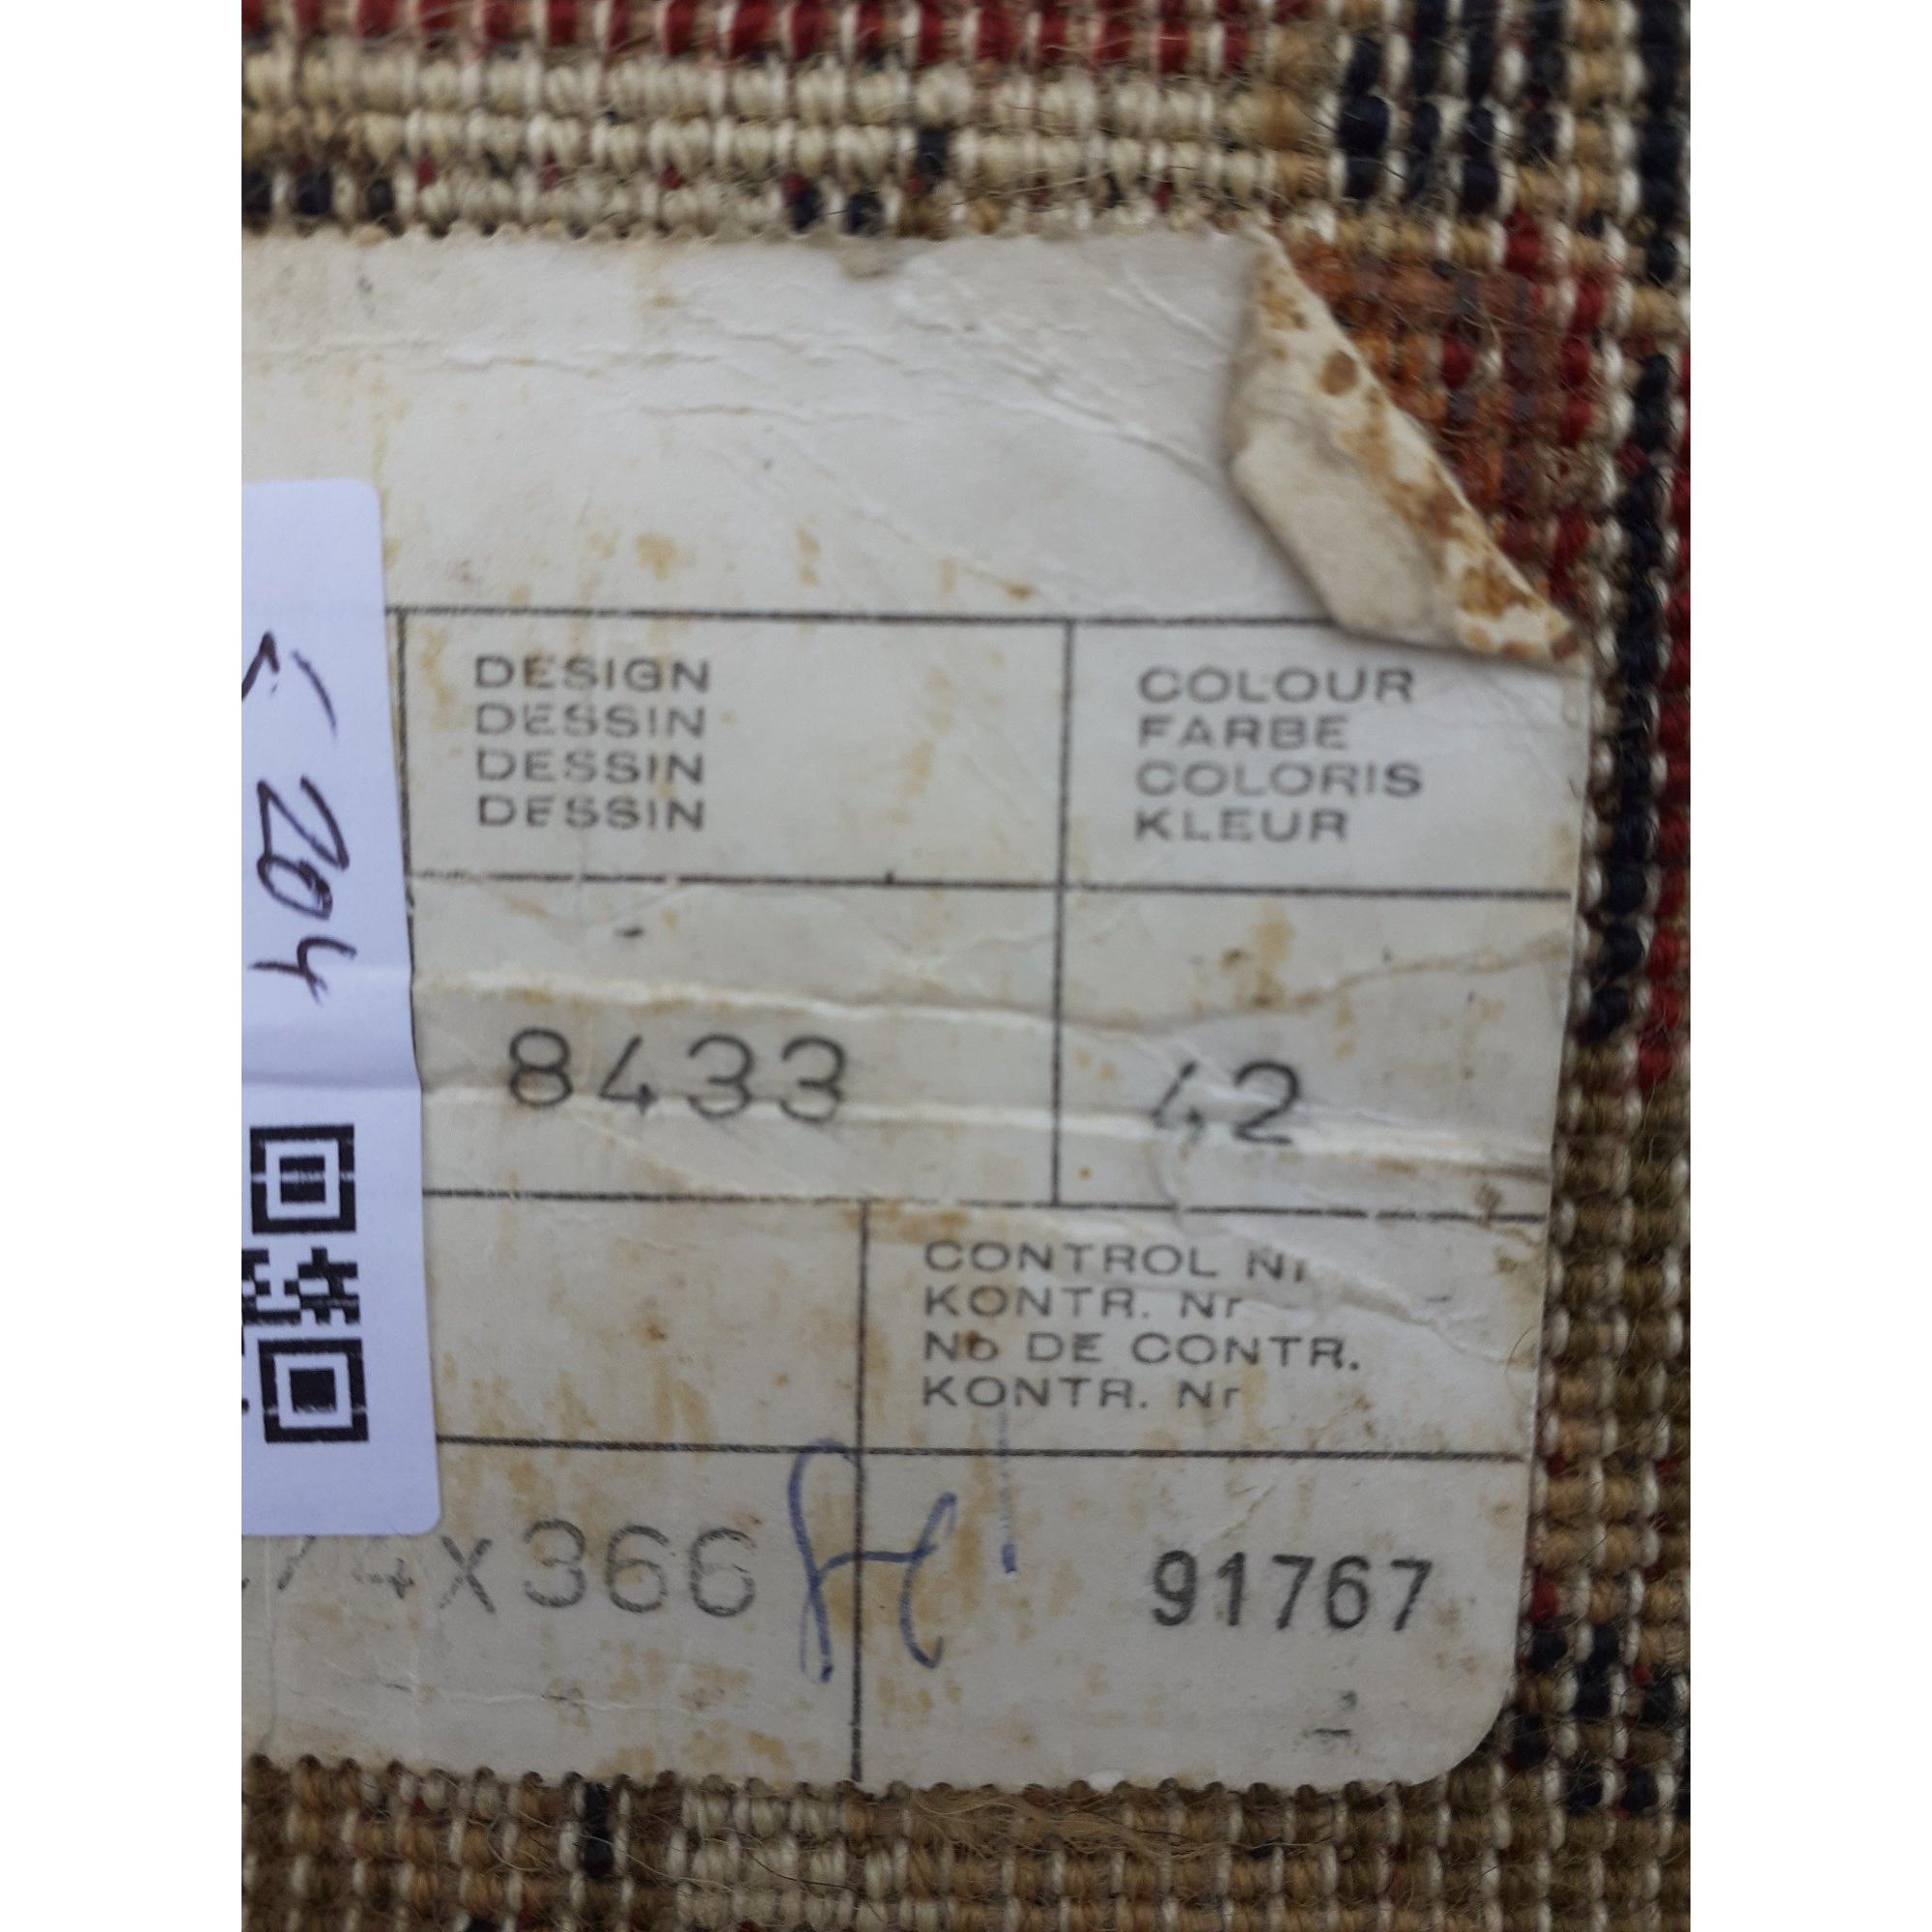 DESIGN
DESSIN
DESSIN
DESSIN
COLOUR
FARBE
COLORIS
KLEUR
8433
42
CONTROL Nr
KONTR. Nr
No DE CONTR.
KONTR. Nr
74x366
91767
204